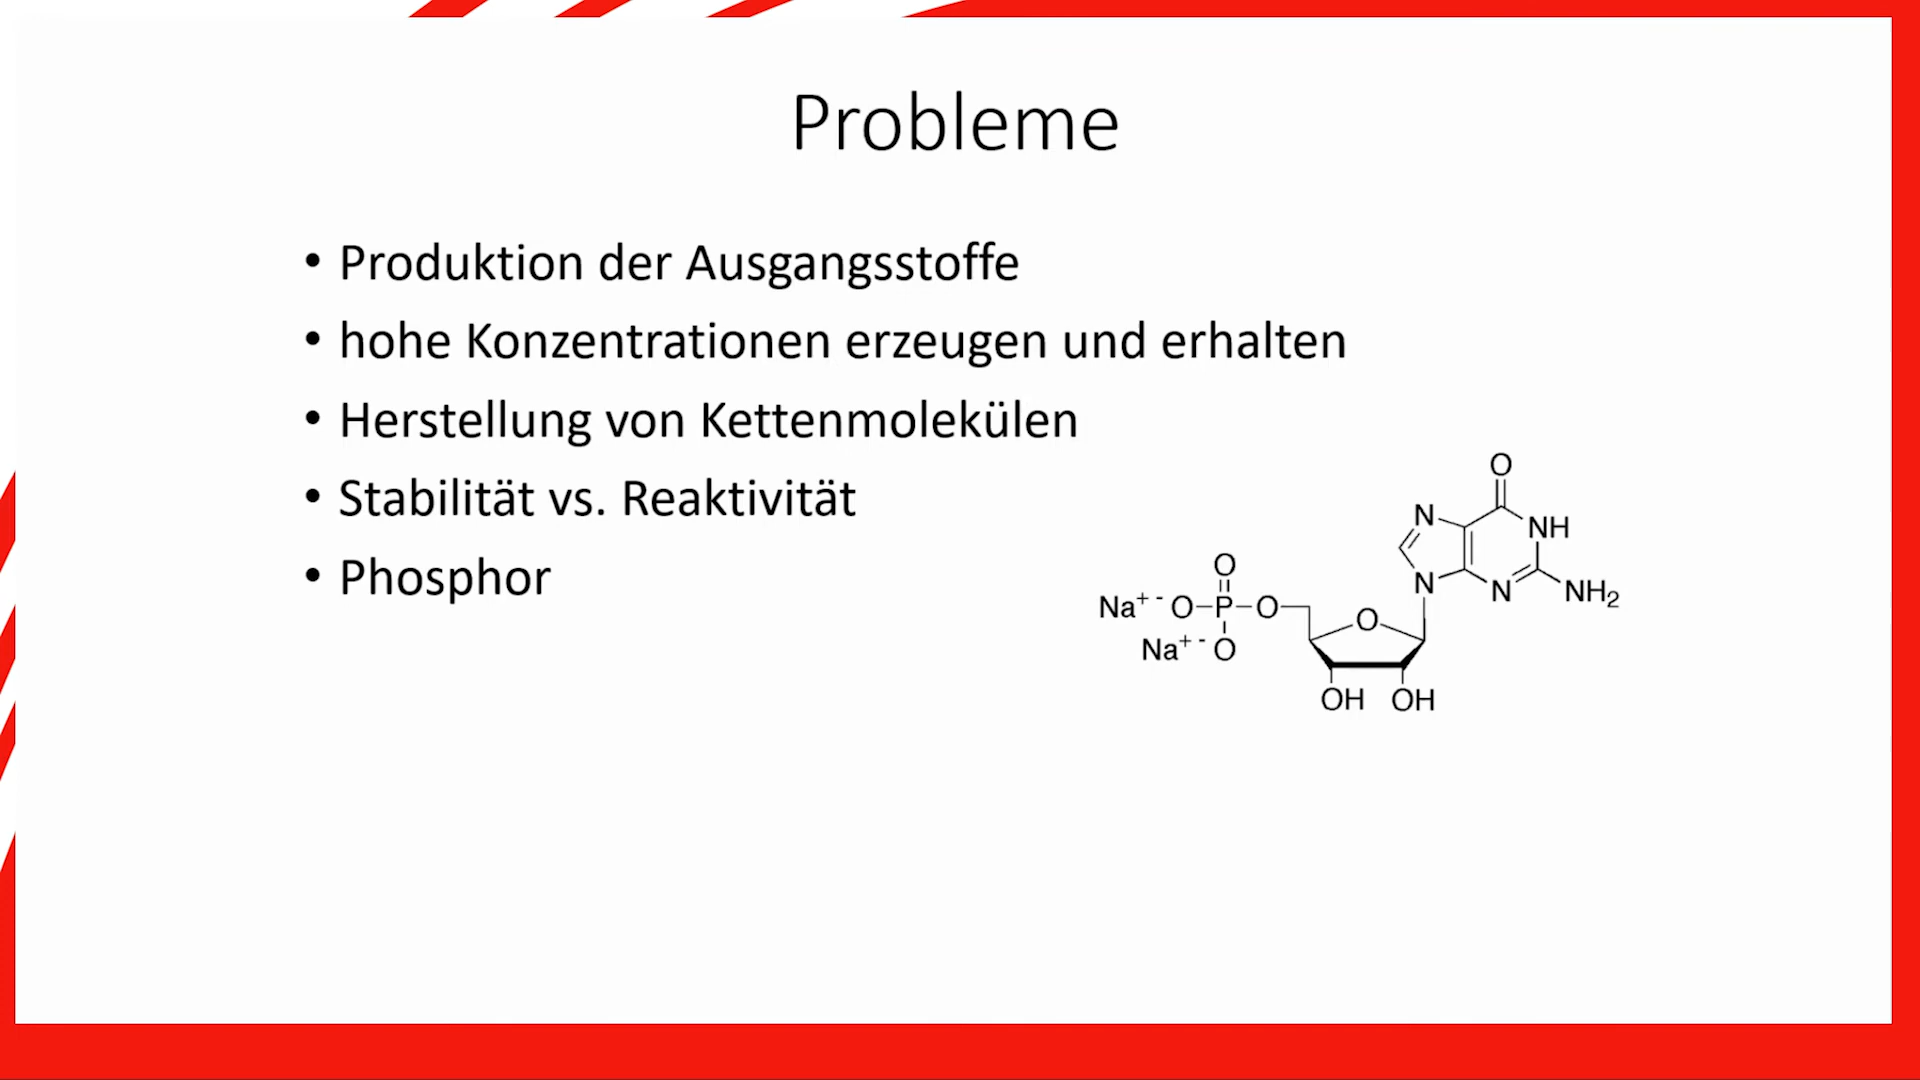 Probleme
• Produktion der Ausgangsstoffe
• hohe Konzentrationen erzeugen und erhalten
• Herstellung von Kettenmolekülen
• Stabilität vs. Reaktivität
• Phosphor
O
N
NH
O
N
N
NH₂
Na⁺ ⁻O–P–O
O
Na⁺ ⁻O
OH OH